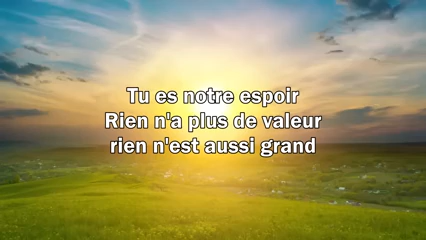 Tu es notre espoir
Rien n'a plus de valeur
rien n'est aussi grand